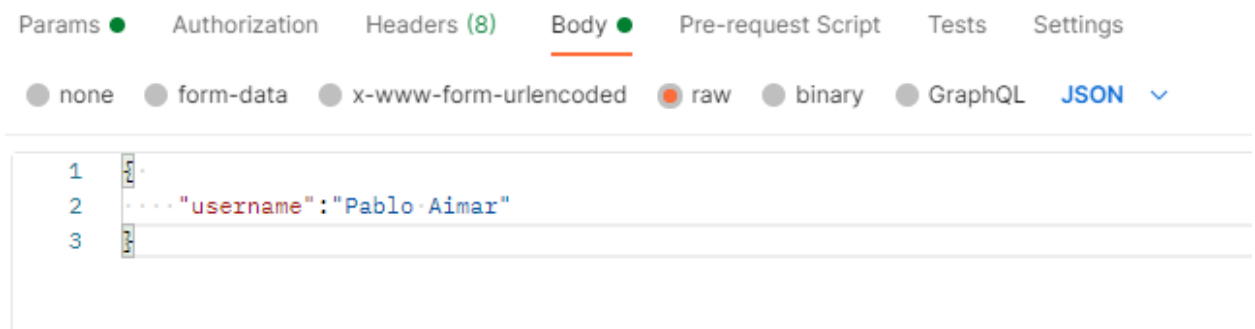 Params Authorization Headers (8) Body Pre-request Script Tests Settings
none form-data x-www-form-urlencoded raw binary GraphQL JSON
1 {
2 "username":"Pablo Aimar"
3 }